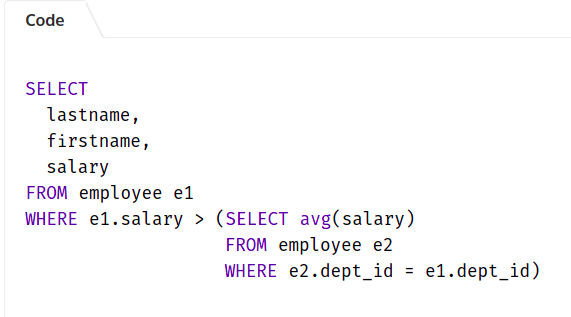 Code
SELECT
lastname,
firstname,
salary
FROM employee e1
WHERE e1.salary > (SELECT avg(salary)
FROM employee e2
WHERE e2.dept_id = e1.dept_id)